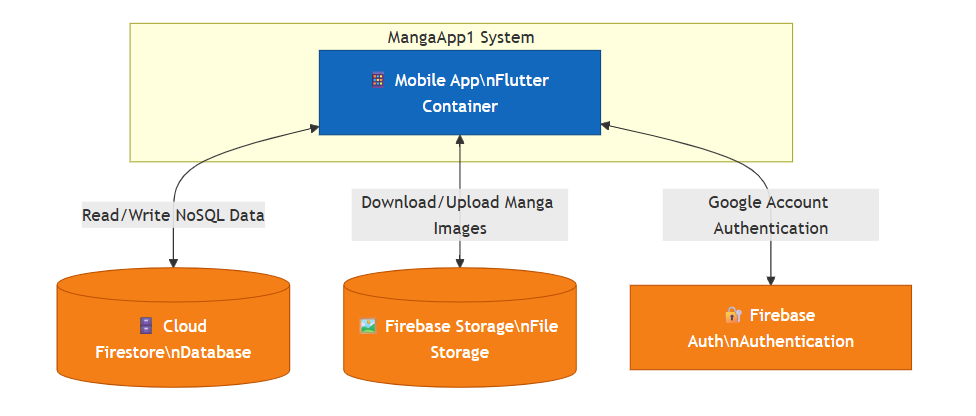 MangaApp1 System
Mobile App\nFlutter
Container
Read/Write NoSQL Data
Download/Upload Manga
Images
Google Account
Authentication
Cloud
Firestore\nDatabase
Firebase Storage\nFile
Storage
Firebase
Auth\nAuthentication